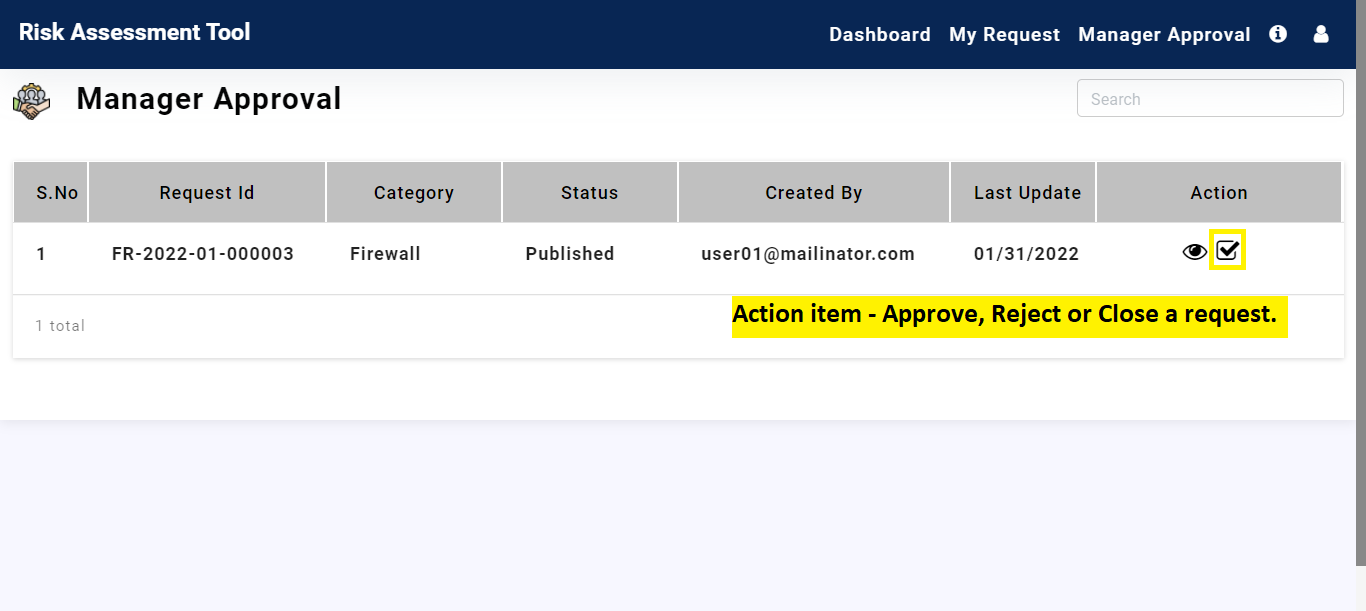 Risk Assessment Tool
Dashboard My Request Manager Approval
Manager Approval
Search
S.No Request Id Category Status Created By Last Update Action
1 FR-2022-01-000003 Firewall Published user01@mailinator.com 01/31/2022
Action item - Approve, Reject or Close a request.
1 total